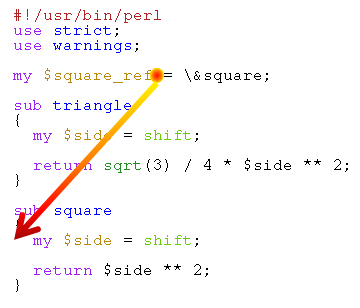 #!/usr/bin/perl
use strict;
use warnings;
my $square_ref = \&square;
sub triangle
{
my $side = shift;
return sqrt(3) / 4 * $side ** 2;
}
sub square
{
my $side = shift;
return $side ** 2;
}